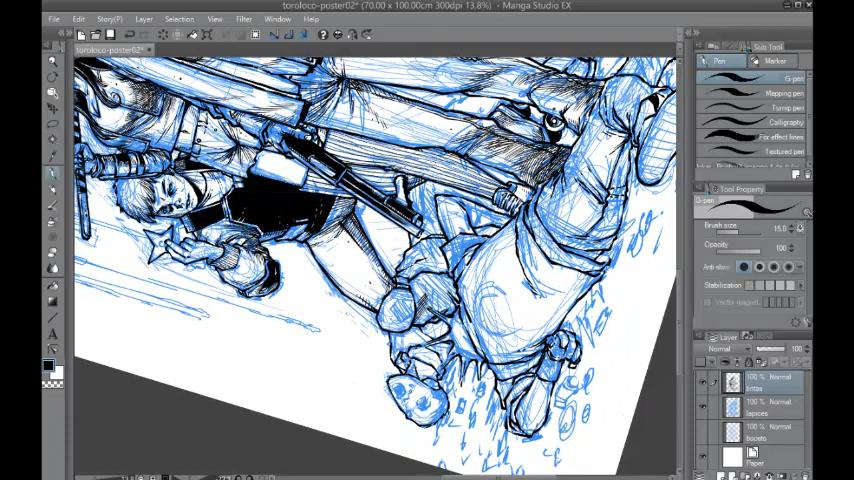 toroloco-poster02* (70.00 x 100.00cm 300dpi 13.8%) - Manga Studio EX
File Edit Story(P) Layer Selection View Filter Window Help
toroloco-poster02*
Sub Tool
Pen Marker
G-pen
Mapping pen
Turnip pen
Calligraphy
For effect lines
Textured pen
Tool Property
G-pen
Brush size 15.0
Opacity 100
Anti-alias
Stabilization
Vector magnet
Layer
Normal 100
100 % Normal
tintas
100 % Normal
lapices
100 % Normal
boceto
Paper